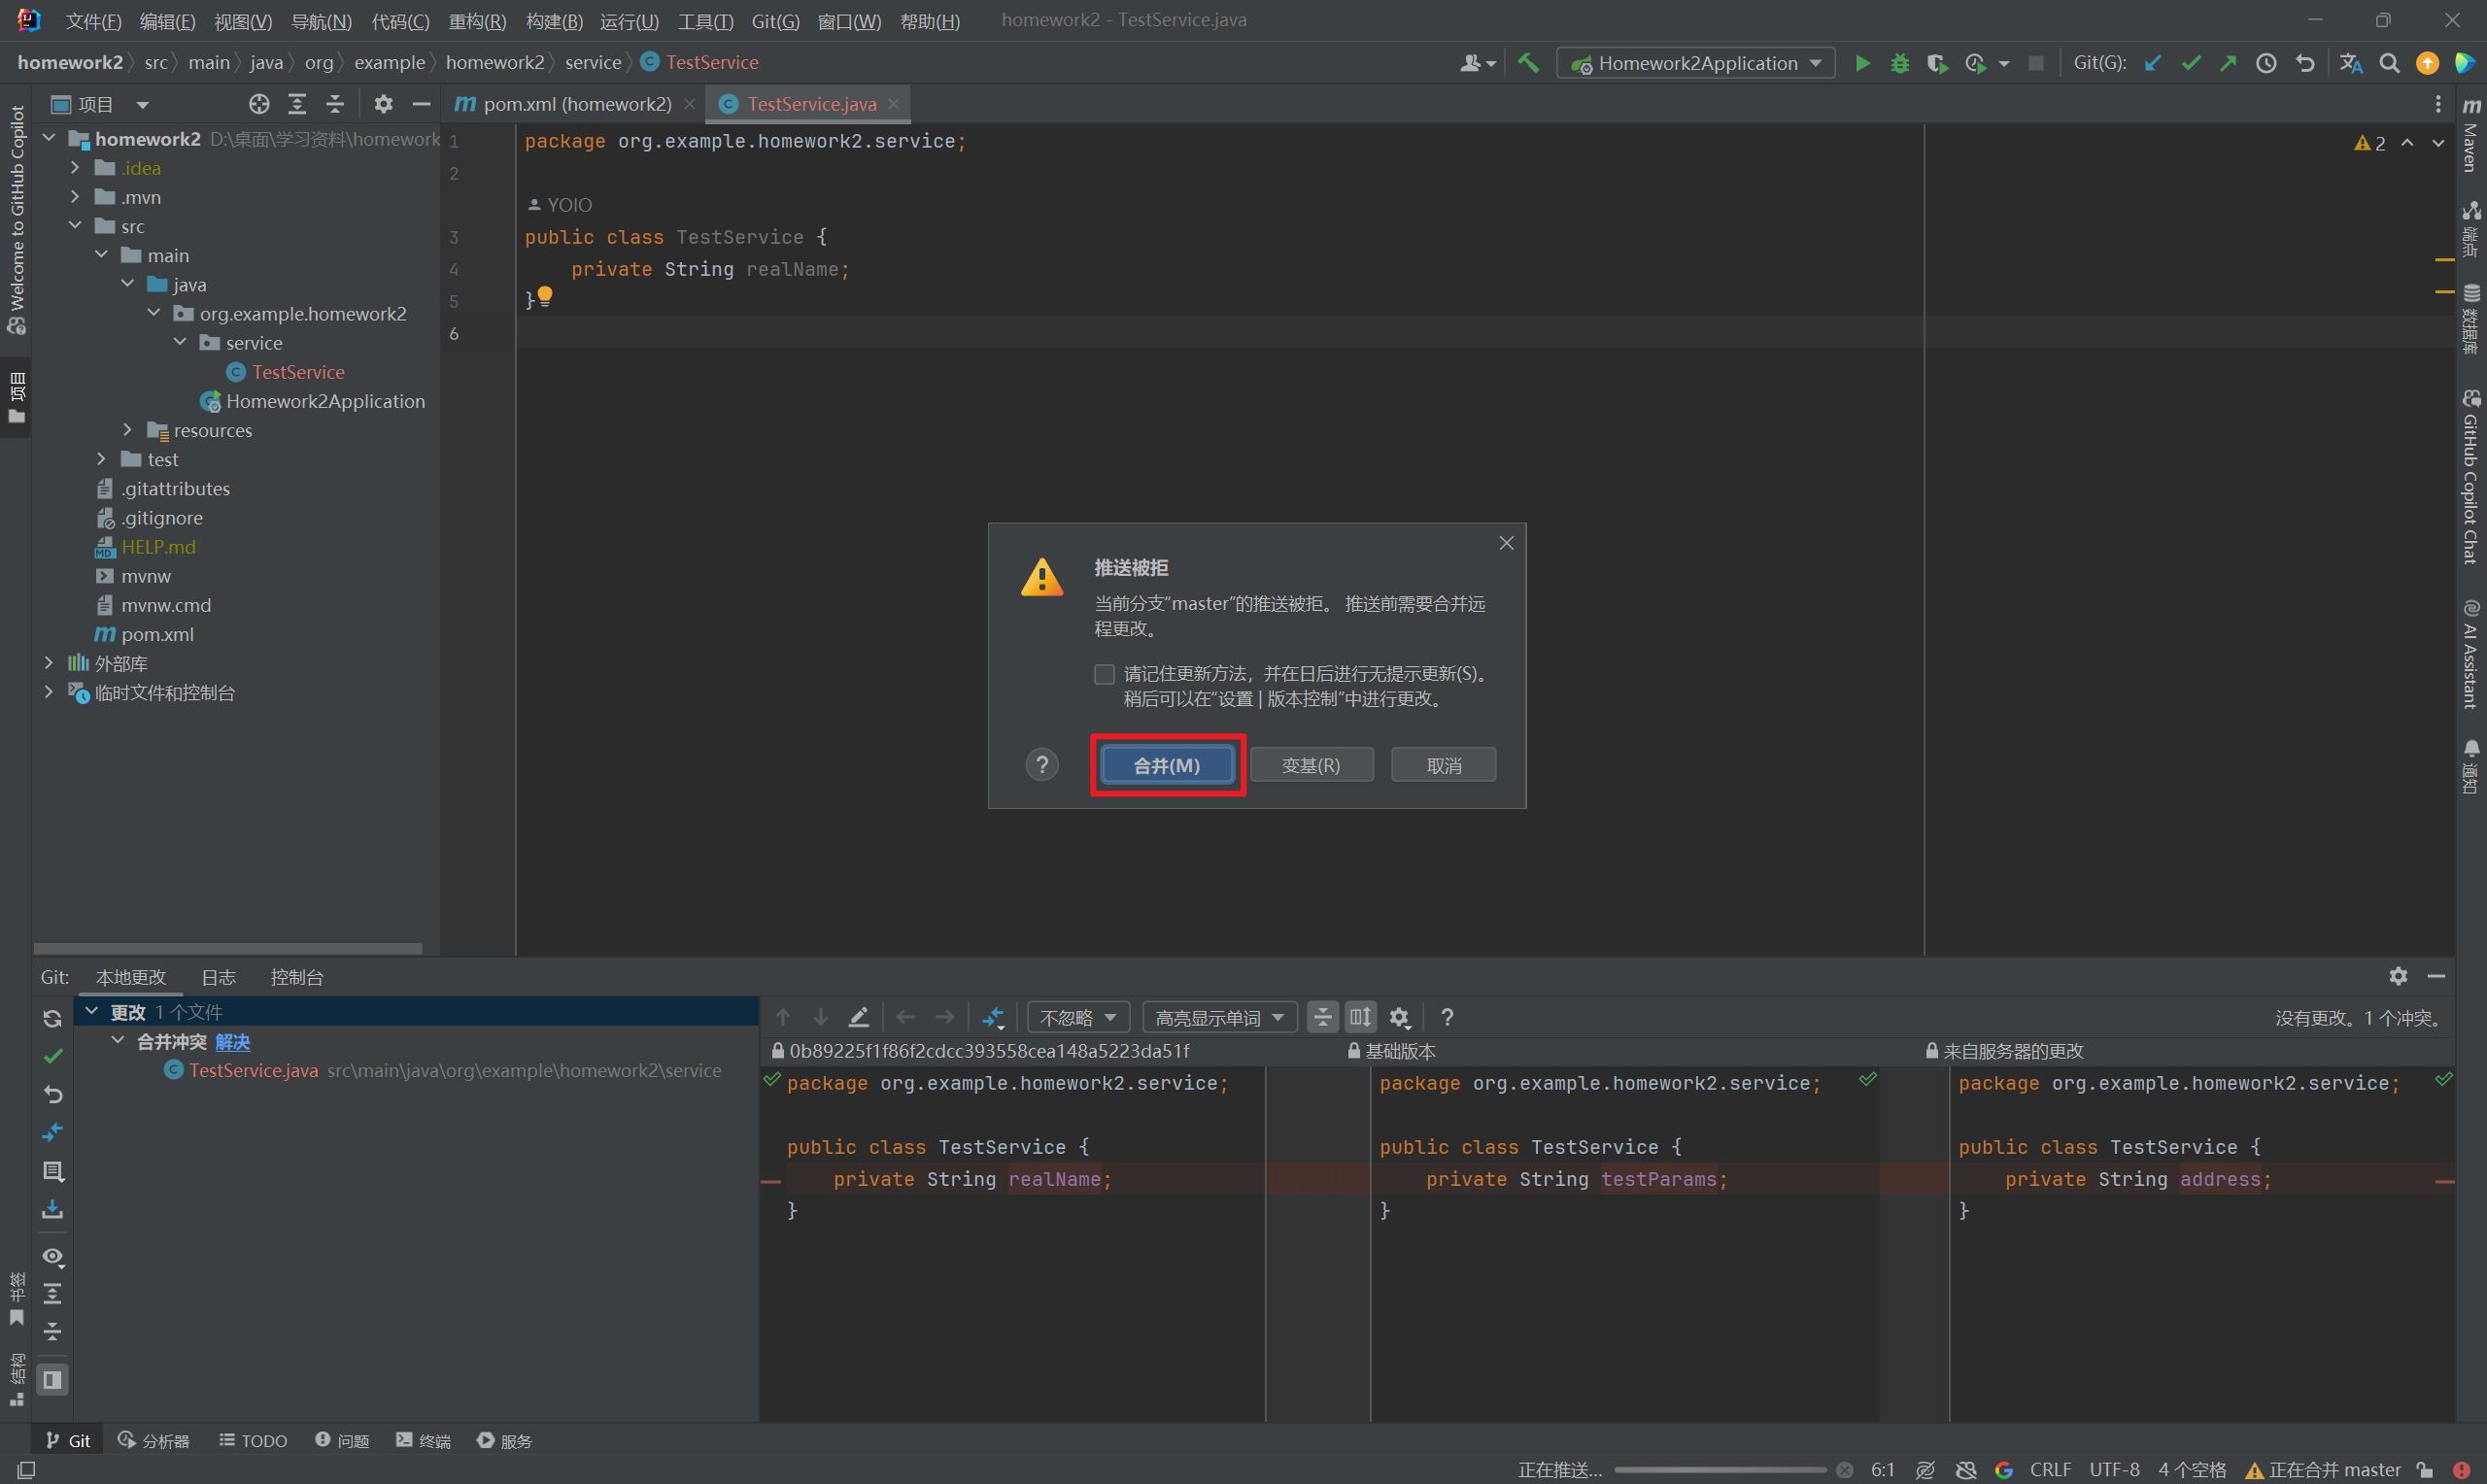 文件(F) 编辑(E) 视图(V) 导航(N) 代码(C) 重构(R) 构建(B) 运行(U) 工具(T) Git(G) 窗口(W) 帮助(H) homework2 - TestService.java
homework2 src main java org example homework2 service TestService
Homework2Application Git(G):
项目
pom.xml (homework2) TestService.java
Welcome to GitHub Copilot
项目
书签
结构
homework2 D:\桌面\学习资料\homework
.idea
.mvn
src
main
java
org.example.homework2
service
TestService
Homework2Application
resources
test
.gitattributes
.gitignore
HELP.md
mvnw
mvnw.cmd
pom.xml
外部库
临时文件和控制台
1 package org.example.homework2.service;
2
YOIO
3 public class TestService {
4 private String realName;
5 }
6
2
Maven
端点
数据库
GitHub Copilot Chat
AI Assistant
通知
推送被拒
当前分支“master”的推送被拒。 推送前需要合并远
程更改。
请记住更新方法，并在日后进行无提示更新(S)。
稍后可以在“设置 | 版本控制”中进行更改。
? 合并(M) 变基(R) 取消
Git: 本地更改 日志 控制台
更改 1 个文件
合并冲突 解决
TestService.java src\main\java\org\example\homework2\service
不忽略 高亮显示单词 ? 没有更改。1 个冲突。
0b89225f1f86f2cdcc393558cea148a5223da51f 基础版本 来自服务器的更改
package org.example.homework2.service;
public class TestService {
private String realName;
}
package org.example.homework2.service;
public class TestService {
private String testParams;
}
package org.example.homework2.service;
public class TestService {
private String address;
}
Git 分析器 TODO 问题 终端 服务
正在推送... 6:1 CRLF UTF-8 4 个空格 正在合并 master